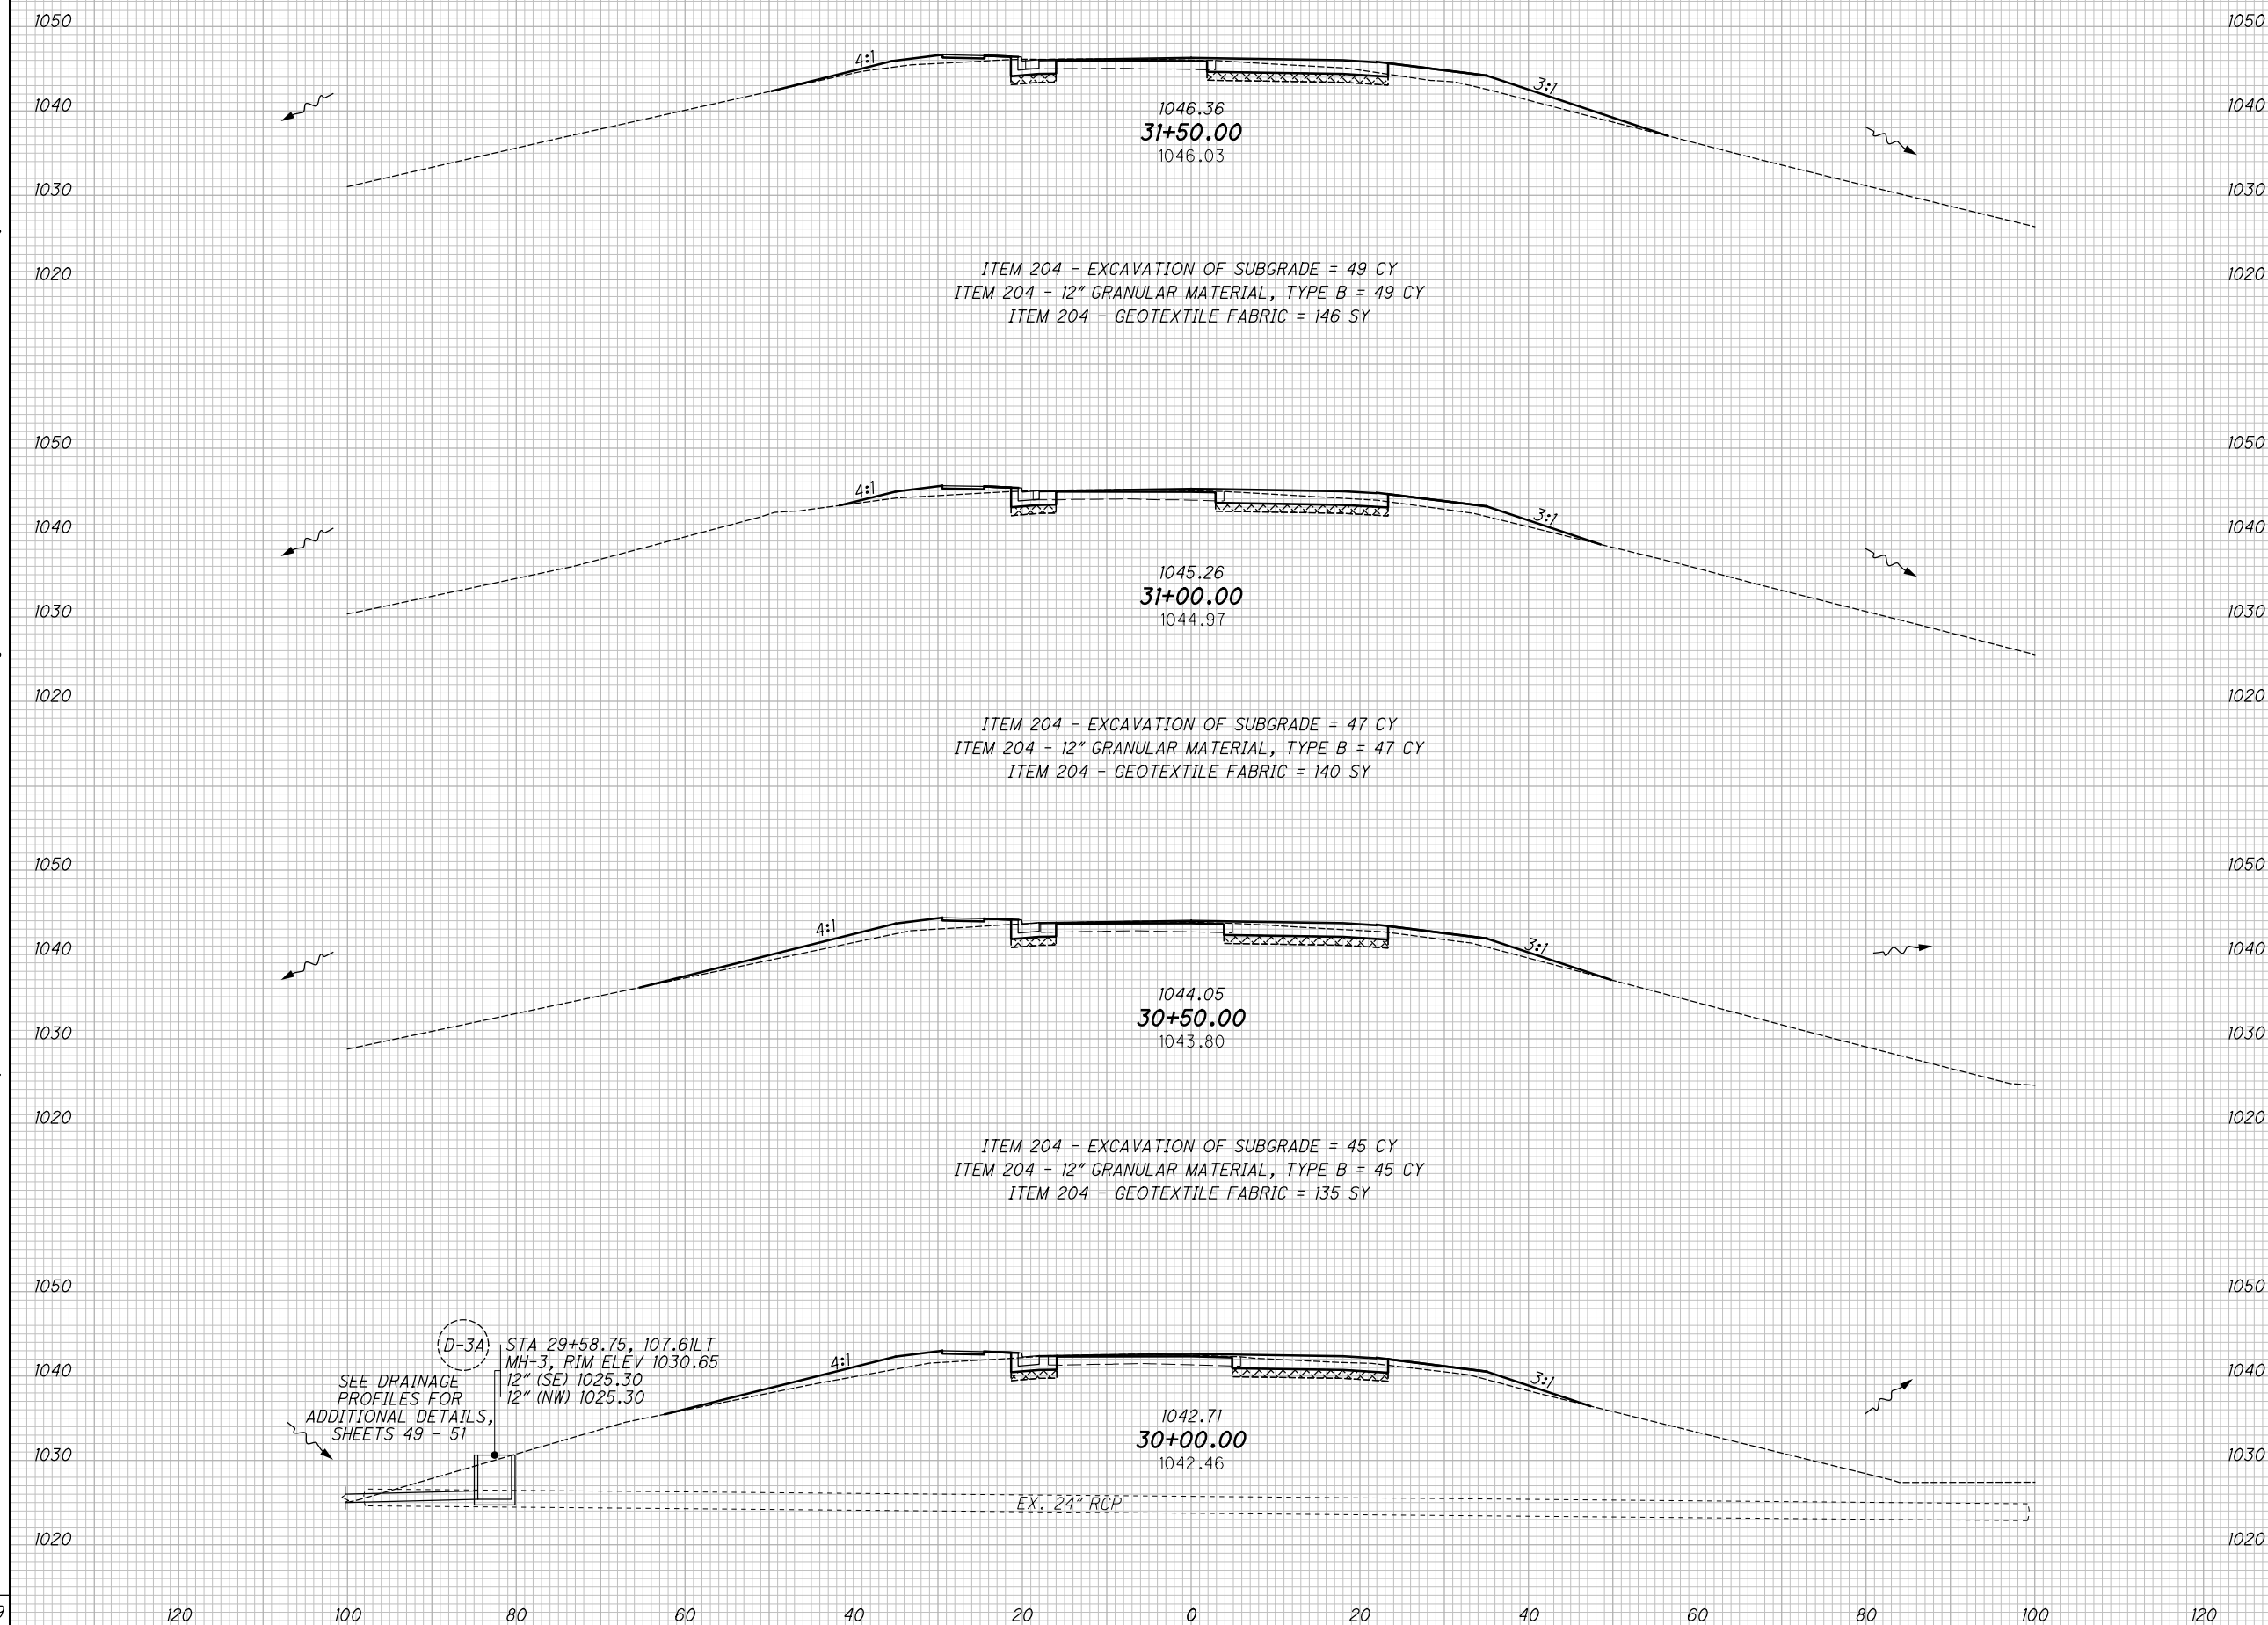 1050 1050
4:1
1040 1040
3:1
1046.36
31+50.00
1046.03
1030 1030
1020 1020
ITEM 204 - EXCAVATION OF SUBGRADE = 49 CY
ITEM 204 - 12" GRANULAR MATERIAL, TYPE B = 49 CY
ITEM 204 - GEOTEXTILE FABRIC = 146 SY
1050 1050
4:1
1040 1040
3:1
1045.26
31+00.00
1044.97
1030 1030
1020 1020
ITEM 204 - EXCAVATION OF SUBGRADE = 47 CY
ITEM 204 - 12" GRANULAR MATERIAL, TYPE B = 47 CY
ITEM 204 - GEOTEXTILE FABRIC = 140 SY
1050 1050
4:1
1040 1040
3:1
1044.05
30+50.00
1043.80
1030 1030
1020 1020
ITEM 204 - EXCAVATION OF SUBGRADE = 45 CY
ITEM 204 - 12" GRANULAR MATERIAL, TYPE B = 45 CY
ITEM 204 - GEOTEXTILE FABRIC = 135 SY
1050 1050
D-3A
STA 29+58.75, 107.61LT
MH-3, RIM ELEV 1030.65
12" (SE) 1025.30
12" (NW) 1025.30
SEE DRAINAGE
PROFILES FOR
ADDITIONAL DETAILS,
SHEETS 49 - 51
4:1
1040 1040
3:1
1042.71
30+00.00
1042.46
1030 1030
EX. 24" RCP
1020 1020
120 100 80 60 40 20 0 20 40 60 80 100 120